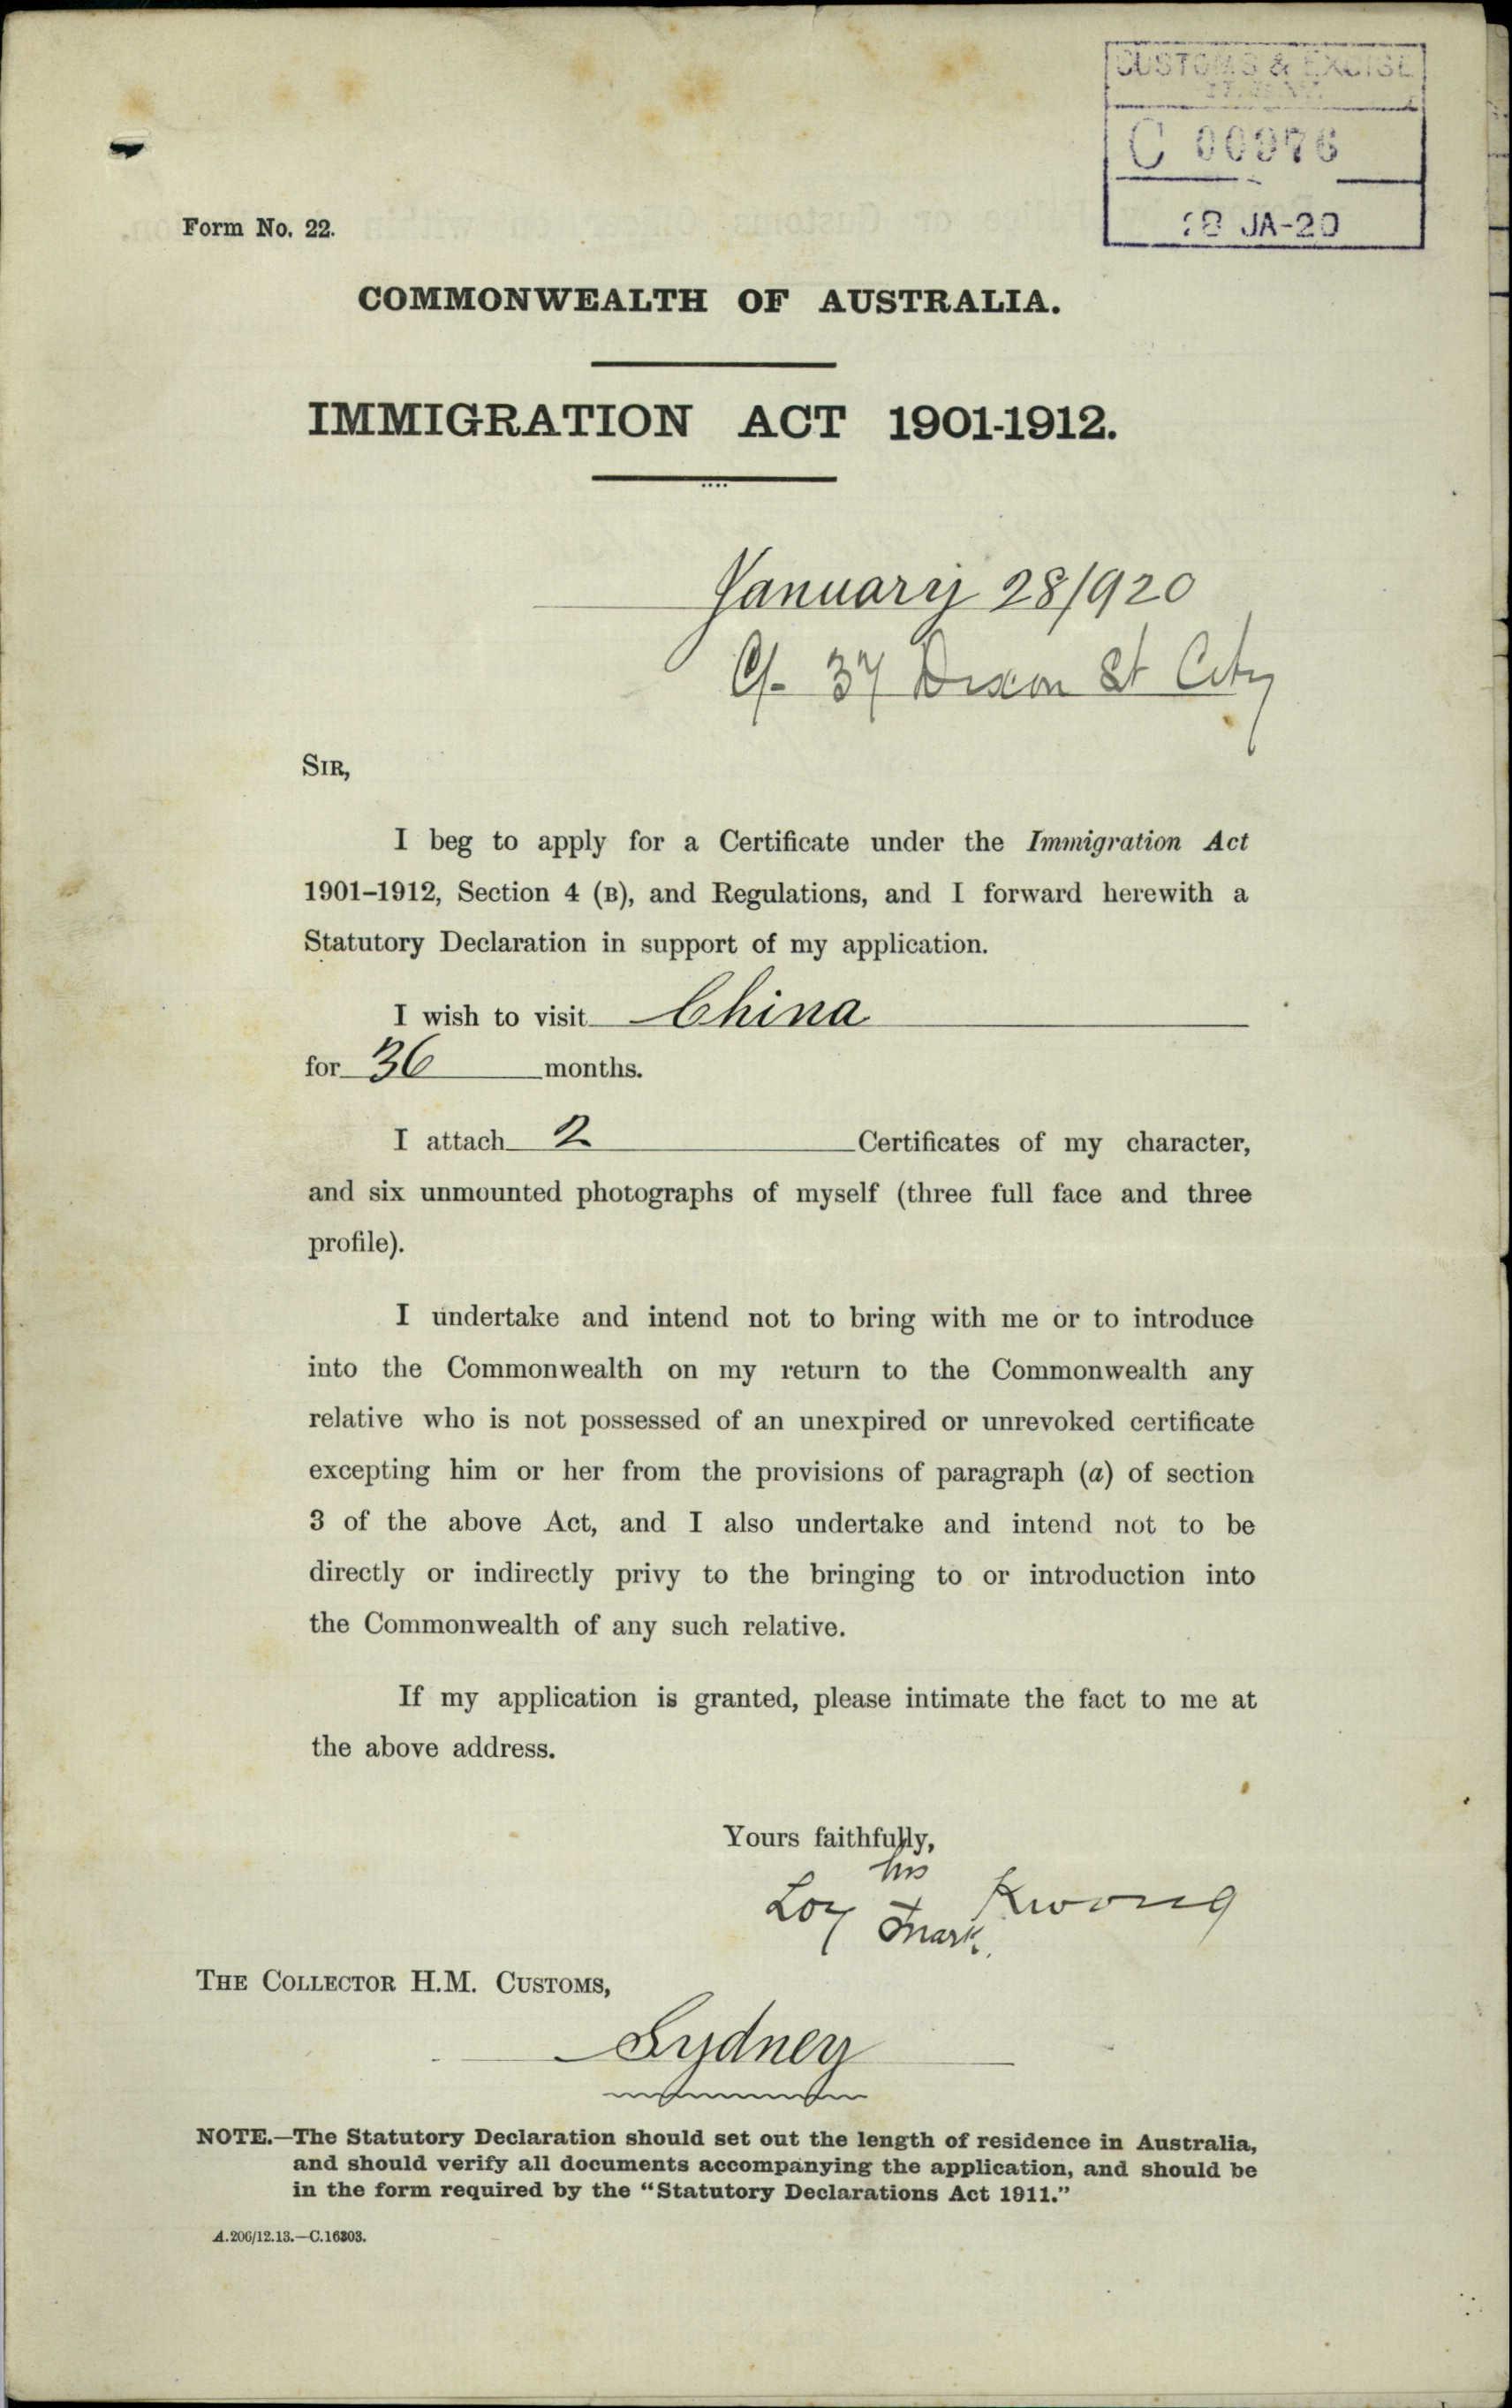 CUSTOMS & EXCISE
C 00976
28 JA-20
Form No. 22.
COMMONWEALTH OF AUSTRALIA.
IMMIGRATION ACT 1901-1912.
January 28/920
C/- 37 Dixon St City
SIR,
I beg to apply for a Certificate under the Immigration Act
1901-1912, Section 4 (B), and Regulations, and I forward herewith a
Statutory Declaration in support of my application.
I wish to visit China
for 36 months.
I attach 2 Certificates of my character,
and six unmounted photographs of myself (three full face and three
profile).
I undertake and intend not to bring with me or to introduce
into the Commonwealth on my return to the Commonwealth any
relative who is not possessed of an unexpired or unrevoked certificate
excepting him or her from the provisions of paragraph (a) of section
3 of the above Act, and I also undertake and intend not to be
directly or indirectly privy to the bringing to or introduction into
the Commonwealth of any such relative.
If my application is granted, please intimate the fact to me at
the above address.
Yours faithfully,
his
Loy + Kwong
mark.
THE COLLECTOR H.M. CUSTOMS,
Sydney
NOTE.—The Statutory Declaration should set out the length of residence in Australia,
and should verify all documents accompanying the application, and should be
in the form required by the "Statutory Declarations Act 1911."
A.206/12.13.—C.16303.